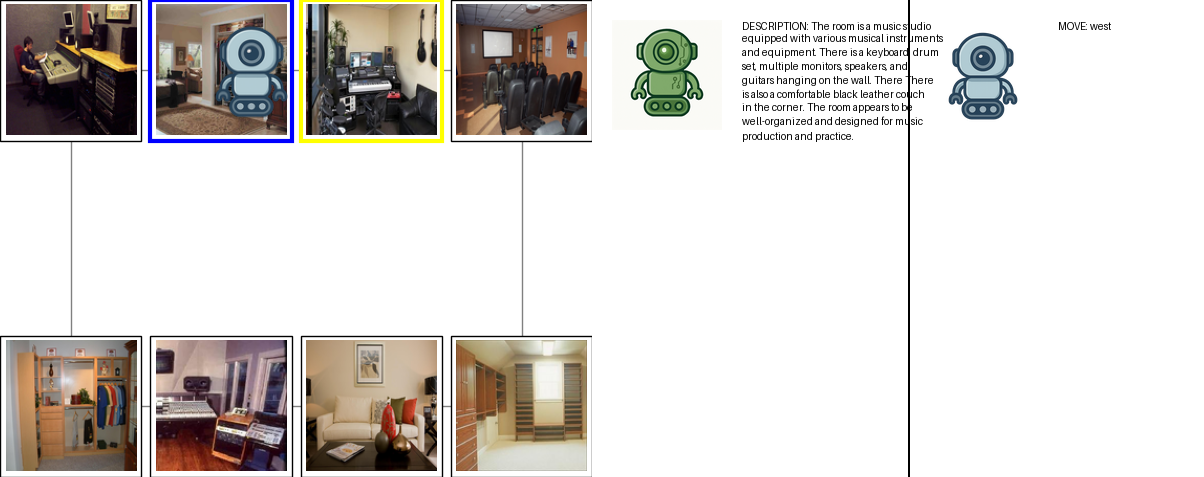 DESCRIPTION: The room is a music studio
equipped with various musical instruments
and equipment. There is a keyboard, drum
set, multiple monitors, speakers, and
guitars hanging on the wall. There There
is also a comfortable black leather couch
in the corner. The room appears to be
well-organized and designed for music
production and practice.
MOVE: west